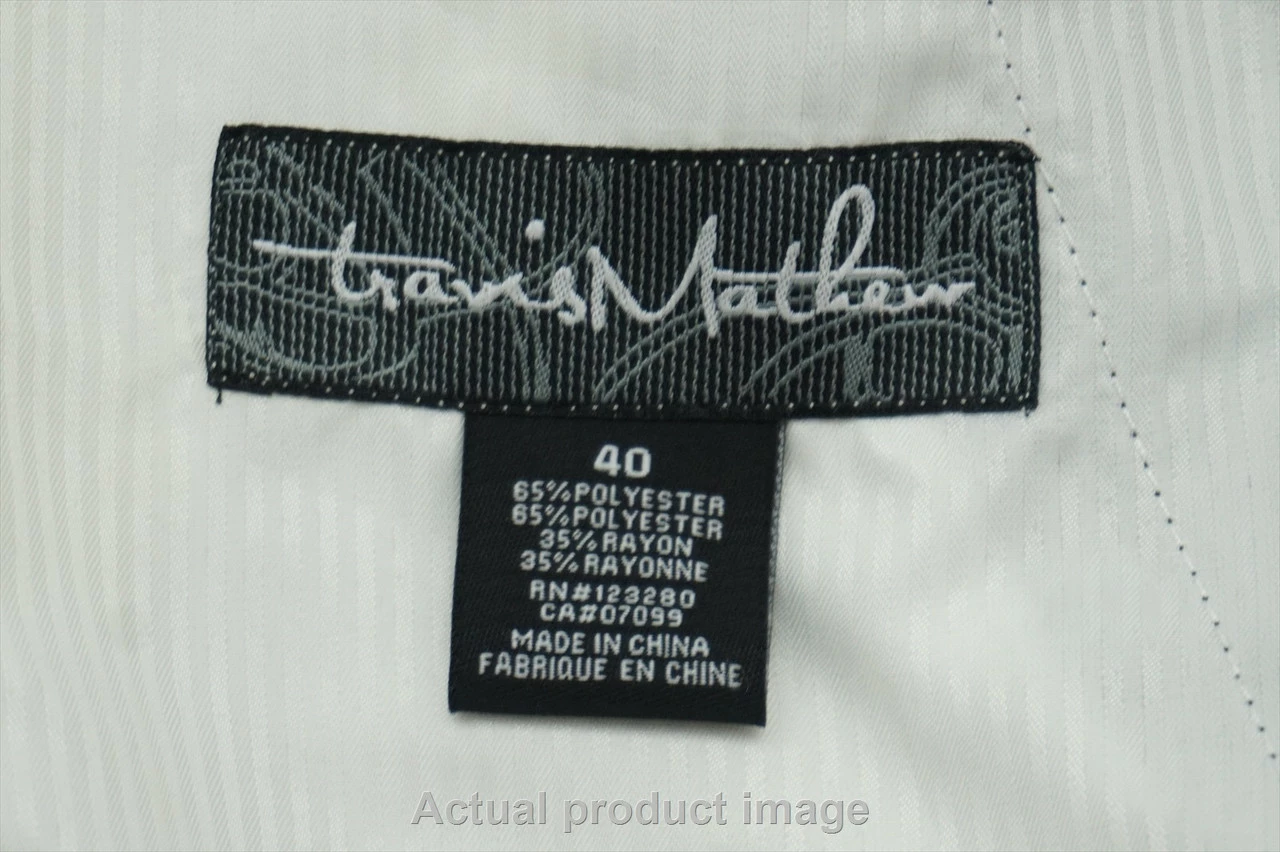 travisMathew
40
65%POLYESTER
65%POLYESTER
35%RAYON
35%RAYONNE
RN#123280
CA#07099
MADE IN CHINA
FABRIQUE EN CHINE
Actual product image